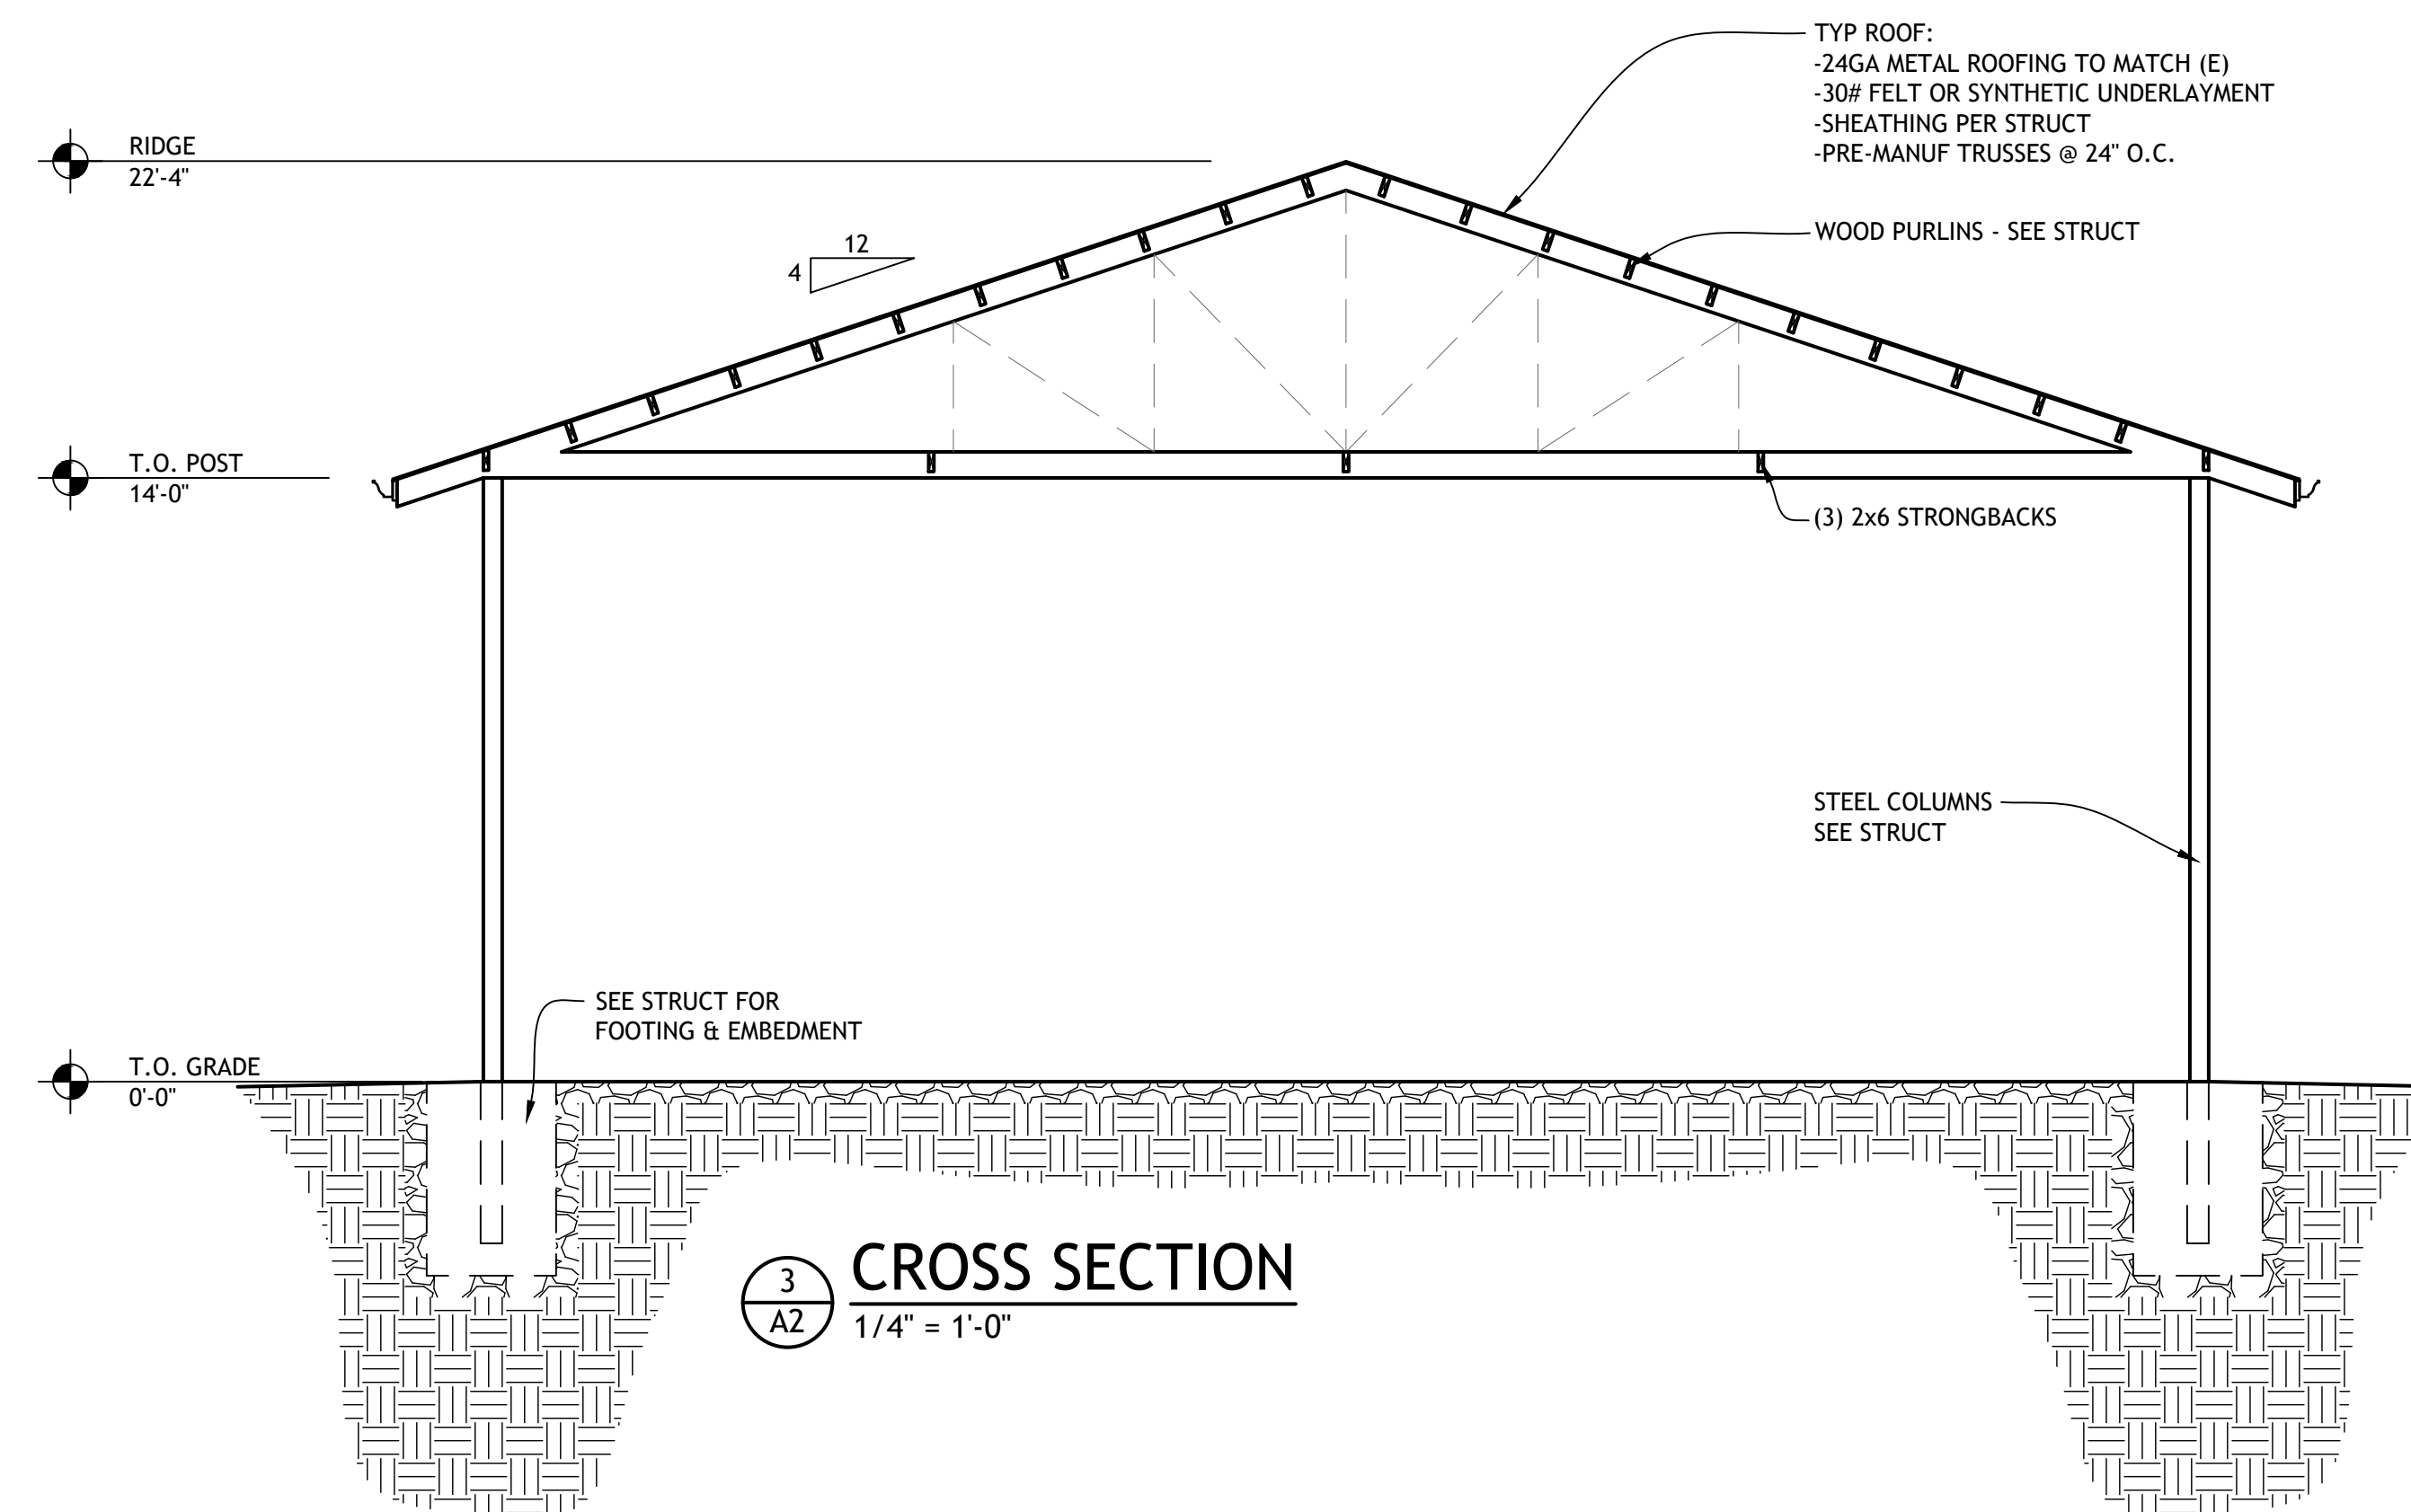 TYP ROOF:
-24GA METAL ROOFING TO MATCH (E)
-30# FELT OR SYNTHETIC UNDERLAYMENT
-SHEATHING PER STRUCT
-PRE-MANUF TRUSSES @ 24" O.C.
RIDGE
22'-4"
WOOD PURLINS - SEE STRUCT
12
4
T.O. POST
14'-0"
(3) 2x6 STRONGBACKS
STEEL COLUMNS
SEE STRUCT
SEE STRUCT FOR
FOOTING & EMBEDMENT
T.O. GRADE
0'-0"
3
A2
CROSS SECTION
1/4" = 1'-0"